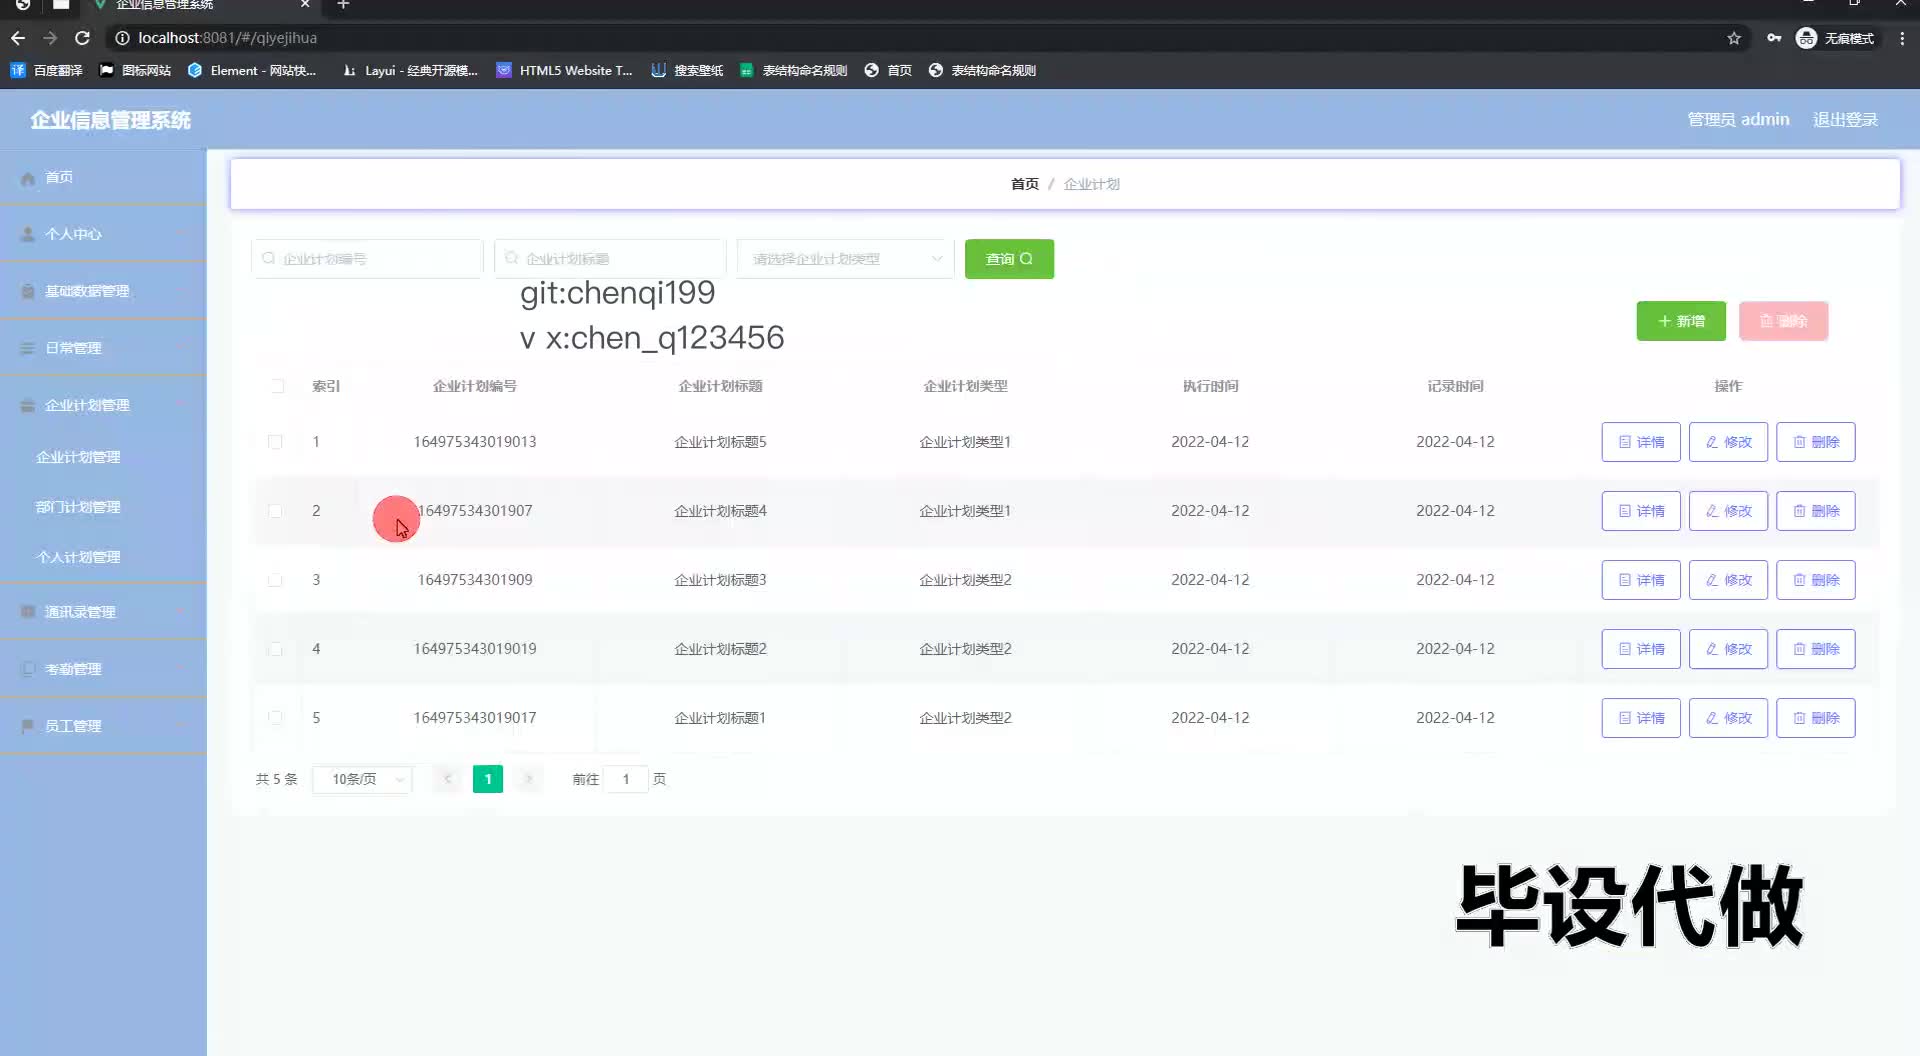 企业信息管理系统
localhost:8081/#/qiyejihua
无痕模式
百度翻译
图标网站
Element - 网站快...
Layui - 经典开源模...
HTML5 Website T...
搜索壁纸
表结构命名规则
首页
表结构命名规则
企业信息管理系统
管理员 admin
退出登录
首页
个人中心
基础数据管理
日常管理
企业计划管理
企业计划管理
部门计划管理
个人计划管理
通讯录管理
考勤管理
员工管理
首页 / 企业计划
企业计划编号
企业计划标题
请选择企业计划类型
查询
git:chenqi199
v x:chen_q123456
新增
删除
索引 企业计划编号 企业计划标题 企业计划类型 执行时间 记录时间 操作
1 164975343019013 企业计划标题5 企业计划类型1 2022-04-12 2022-04-12 详情 修改 删除
2 16497534301907 企业计划标题4 企业计划类型1 2022-04-12 2022-04-12 详情 修改 删除
3 16497534301909 企业计划标题3 企业计划类型2 2022-04-12 2022-04-12 详情 修改 删除
4 164975343019019 企业计划标题2 企业计划类型2 2022-04-12 2022-04-12 详情 修改 删除
5 164975343019017 企业计划标题1 企业计划类型2 2022-04-12 2022-04-12 详情 修改 删除
共 5 条 10条/页 < 1 > 前往 1 页
毕设代做